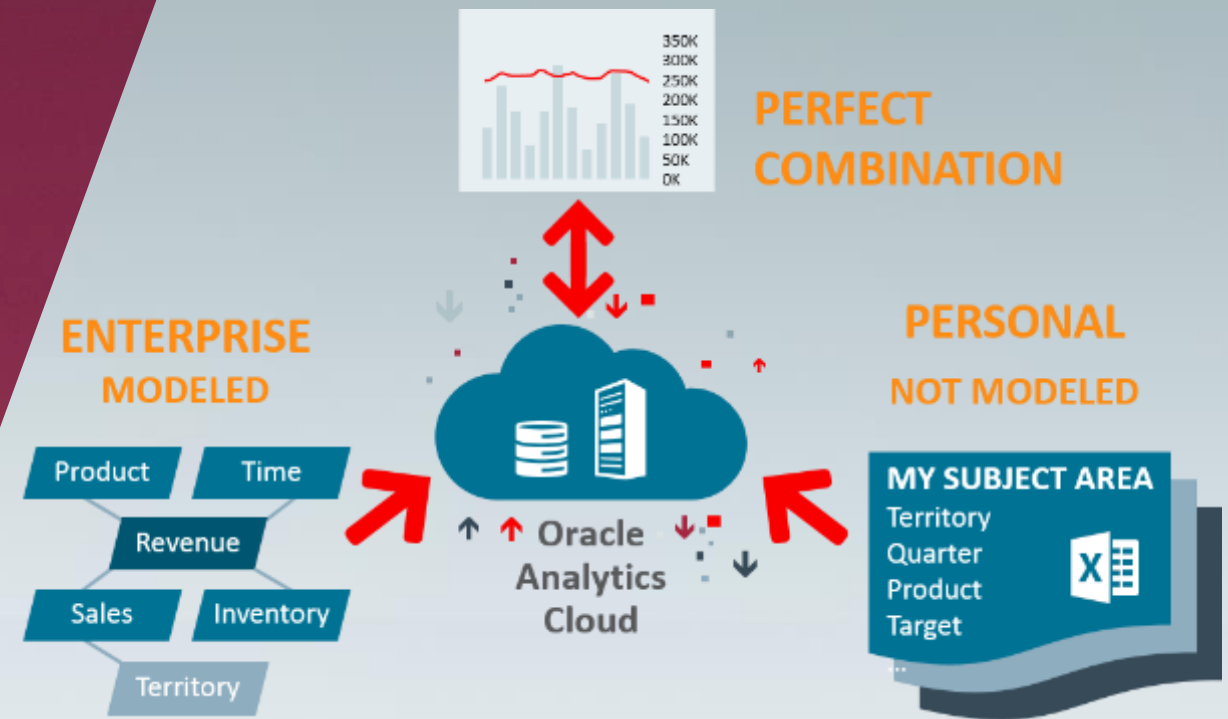 350K
300K
250K
200K
150K
100K
50K
0K
PERFECT
COMBINATION
ENTERPRISE
MODELED
Product
Time
Revenue
Sales
Inventory
Territory
Oracle
Analytics
Cloud
PERSONAL
NOT MODELED
MY SUBJECT AREA
Territory
Quarter
Product
Target
...
X